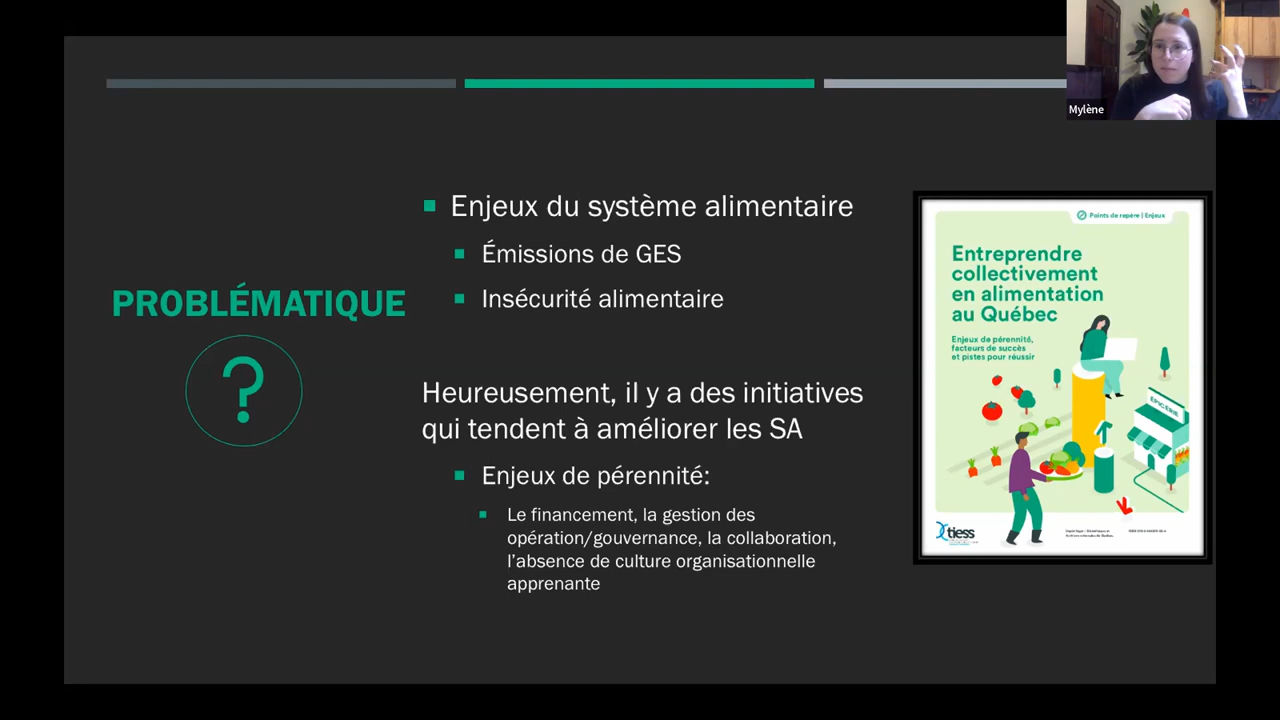 Mylène
PROBLÉMATIQUE
?
Enjeux du système alimentaire
Émissions de GES
Insécurité alimentaire
Heureusement, il y a des initiatives
qui tendent à améliorer les SA
Enjeux de pérennité:
Le financement, la gestion des
opération/gouvernance, la collaboration,
l'absence de culture organisationnelle
apprenante
Points de repère | Enjeux
Entreprendre
collectivement
en alimentation
au Québec
Enjeux de pérennité,
facteurs de succès
et pistes pour réussir
ÉPICERIE
tiess